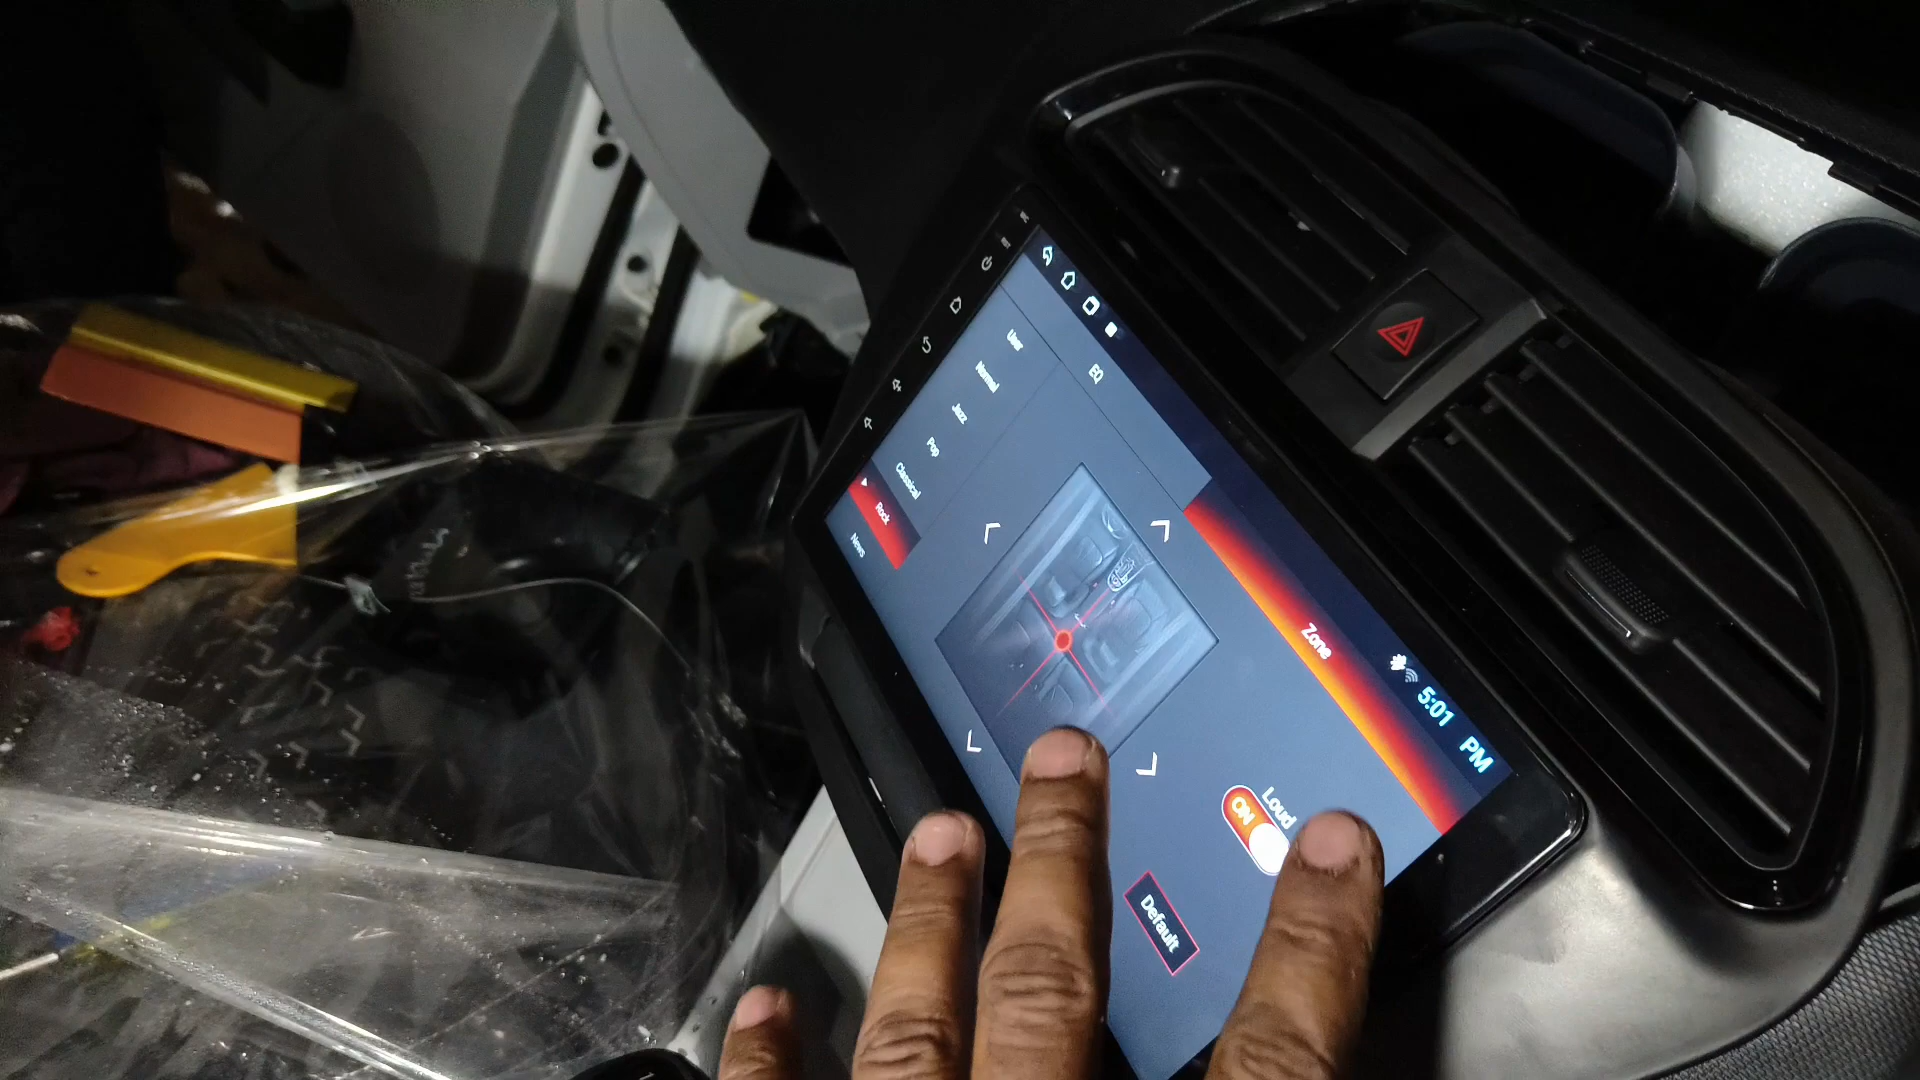 EQ
Zone
5:01 PM
User
Normal
Jazz
Pop
Classical
Rock
News
Loud
ON
Default